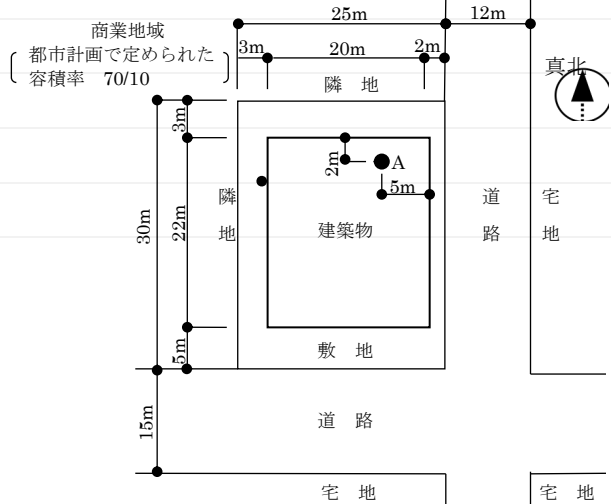 商業地域
都市計画で定められた
容積率 70/10
25m
12m
3m
20m
2m
真北
隣 地
3m
2m
A
5m
隣地
30m
22m
建築物
道路
宅地
5m
敷 地
15m
道 路
宅 地
宅 地